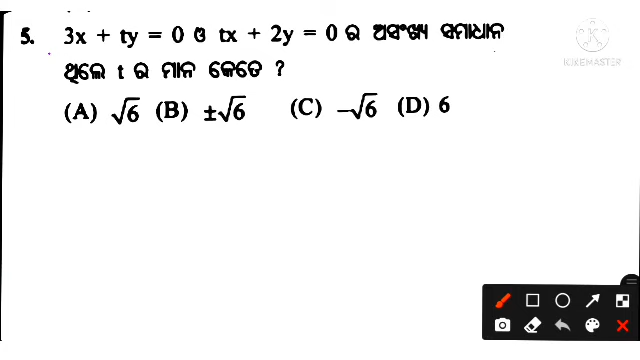 5. 3x + ty = 0 ଓ tx + 2y = 0 ର ଅସଂଖ୍ୟ ସମାଧାନ
ଥିଲେ t ର ମାନ କେତେ ?
(A) √6 (B) ±√6 (C) –√6 (D) 6
KINEMASTER